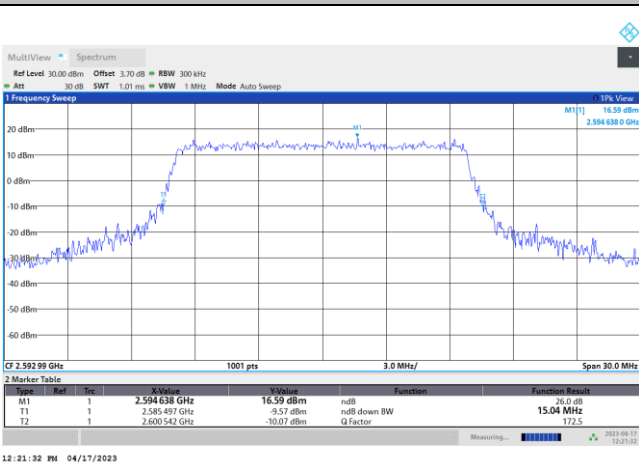 MultiView Spectrum
Ref Level 30.00 dBm Offset 3.70 dB RBW 300 kHz
Att 30 dB SWT 1.01 ms VBW 1 MHz Mode Auto Sweep
1 Frequency Sweep 1Pk View
M1[1] 16.59 dBm
2.594 638 0 GHz
20 dBm
M1
10 dBm
0 dBm
-10 dBm
-20 dBm
-30 dBm
-40 dBm
-50 dBm
-60 dBm
CF 2.592 99 GHz 1001 pts 3.0 MHz/ Span 30.0 MHz
2 Marker Table
Type Ref Trc X-Value Y-Value Function Function Result
M1 1 2.594 638 GHz 16.59 dBm ndB 26.0 dB
T1 1 2.585 497 GHz -9.57 dBm ndB down BW 15.04 MHz
T2 1 2.600 542 GHz -10.07 dBm Q Factor 172.5
Measuring... 2023-04-17
12:21:32
12:21:32 PM 04/17/2023